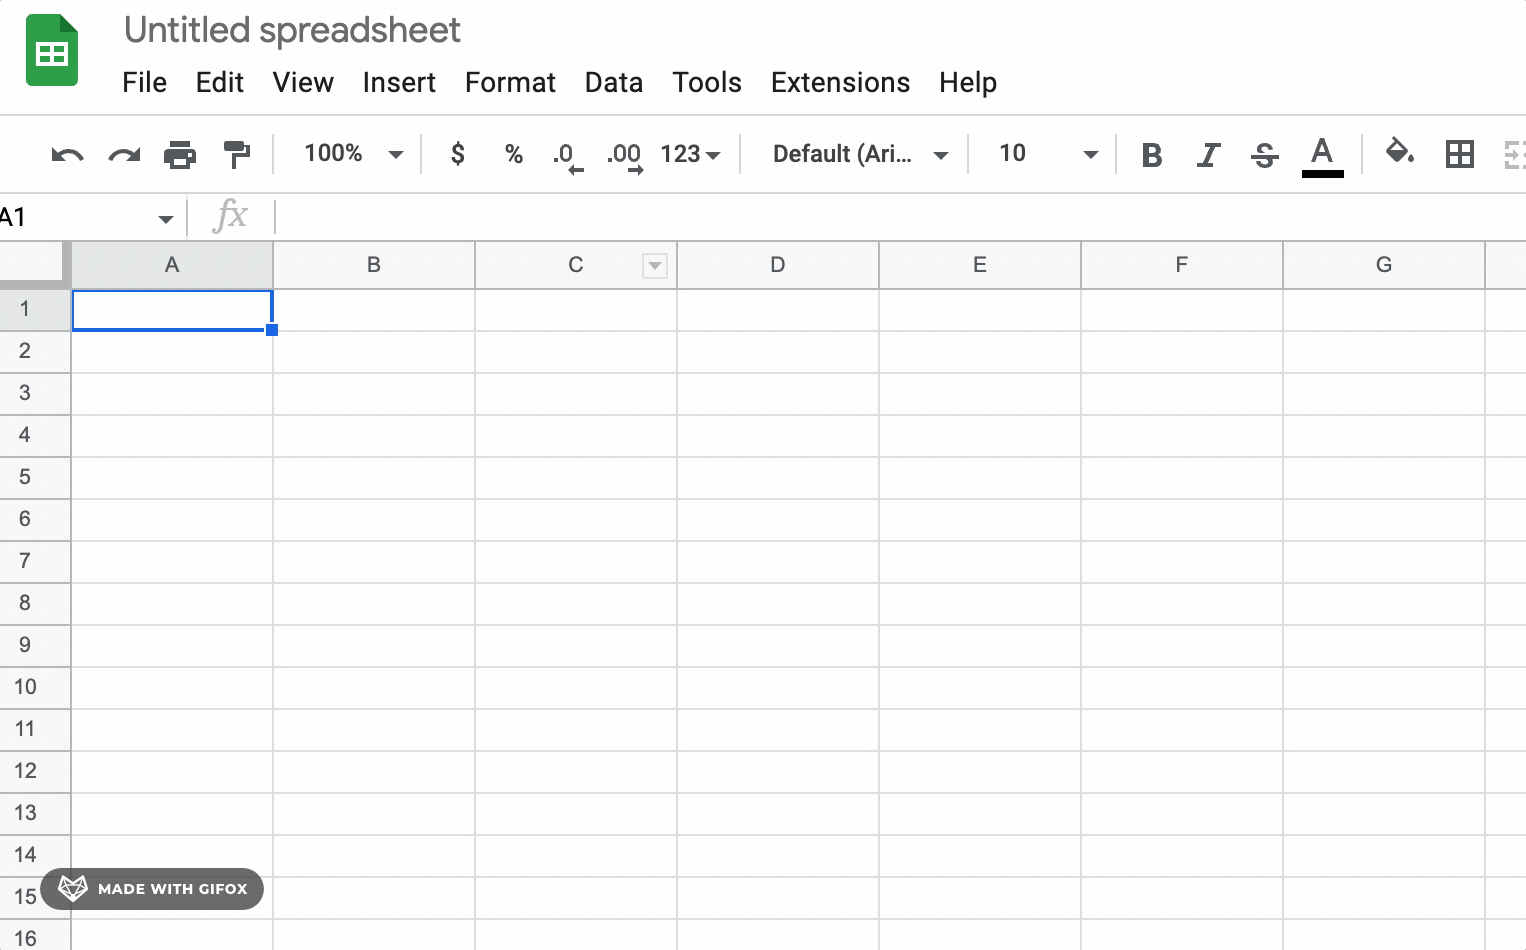 Untitled spreadsheet
File Edit View Insert Format Data Tools Extensions Help
100% $ % .0 .00 123 Default (Ari... 10 B I S A
A1 fx
A B C D E F G
1
2
3
4
5
6
7
8
9
10
11
12
13
14
15 MADE WITH GIFOX
16